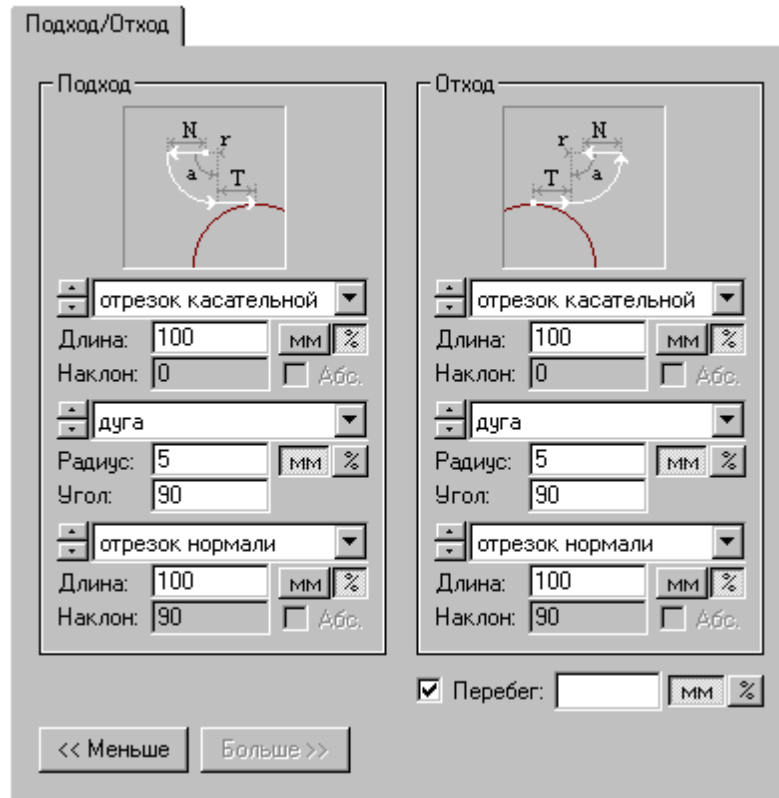 Подход/Отход
Подход
N
r
a
T
отрезок касательной
Длина: 100 мм %
Наклон: 0 Абс.
дуга
Радиус: 5 мм %
Угол: 90
отрезок нормали
Длина: 100 мм %
Наклон: 90 Абс.
Отход
N
r
a
T
отрезок касательной
Длина: 100 мм %
Наклон: 0 Абс.
дуга
Радиус: 5 мм %
Угол: 90
отрезок нормали
Длина: 100 мм %
Наклон: 90 Абс.
Перебег: мм %
<< Меньше Больше >>